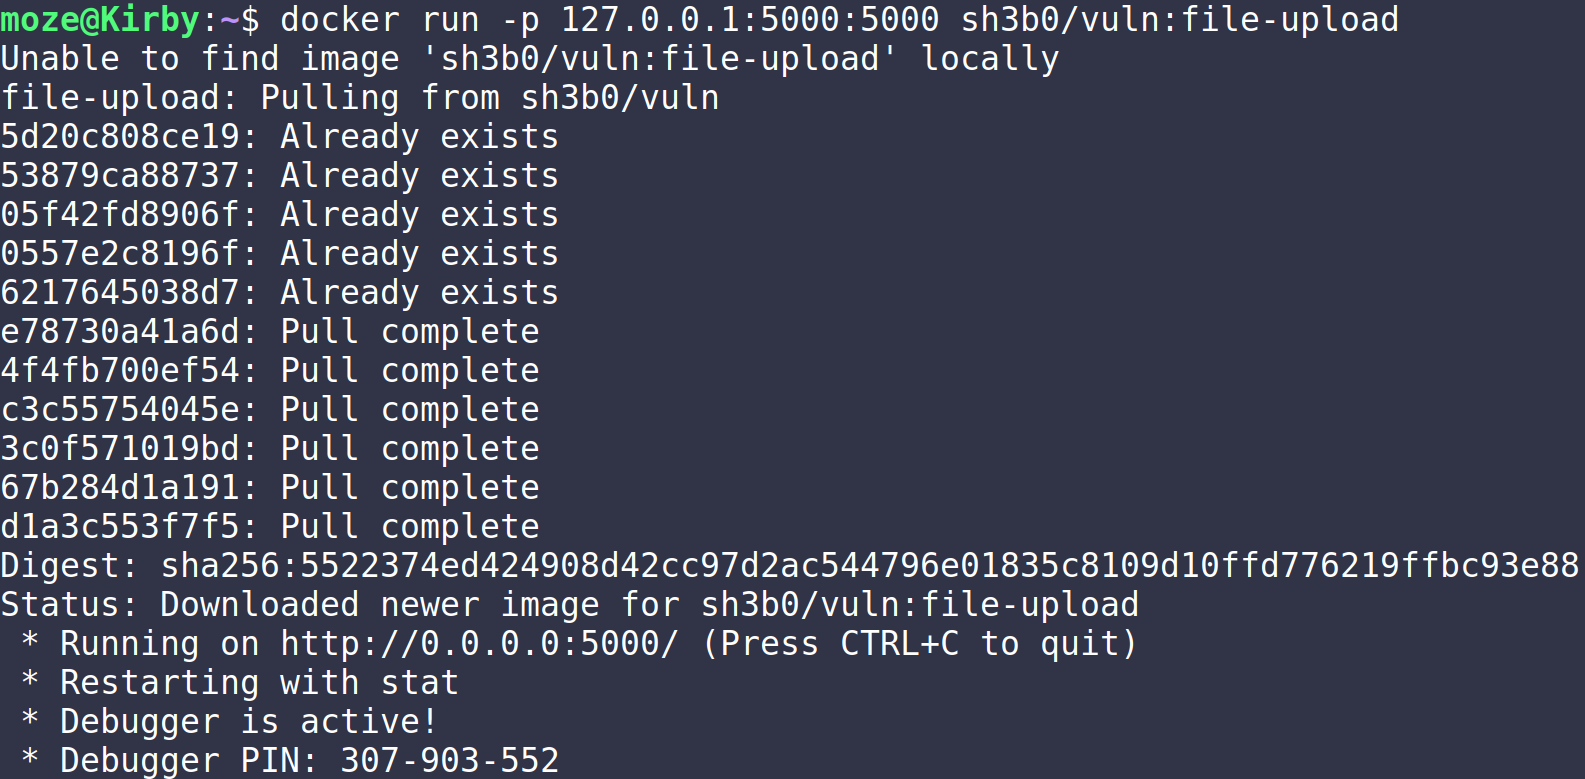 moze@Kirby:~$ docker run -p 127.0.0.1:5000:5000 sh3b0/vuln:file-upload
Unable to find image 'sh3b0/vuln:file-upload' locally
file-upload: Pulling from sh3b0/vuln
5d20c808ce19: Already exists
53879ca88737: Already exists
05f42fd8906f: Already exists
0557e2c8196f: Already exists
6217645038d7: Already exists
e78730a41a6d: Pull complete
4f4fb700ef54: Pull complete
c3c55754045e: Pull complete
3c0f571019bd: Pull complete
67b284d1a191: Pull complete
d1a3c553f7f5: Pull complete
Digest: sha256:5522374ed424908d42cc97d2ac544796e01835c8109d10ffd776219ffbc93e88
Status: Downloaded newer image for sh3b0/vuln:file-upload
 * Running on http://0.0.0.0:5000/ (Press CTRL+C to quit)
 * Restarting with stat
 * Debugger is active!
 * Debugger PIN: 307-903-552